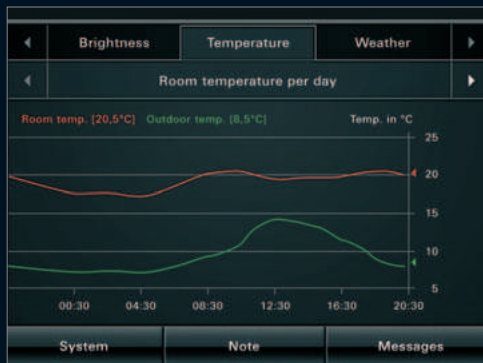 Brightness Temperature Weather
Room temperature per day
Room temp. [20,5°C] Outdoor temp. [8,5°C] Temp. in °C
25
20
15
10
5
00:30 04:30 08:30 12:30 16:30 20:30
System Note Messages